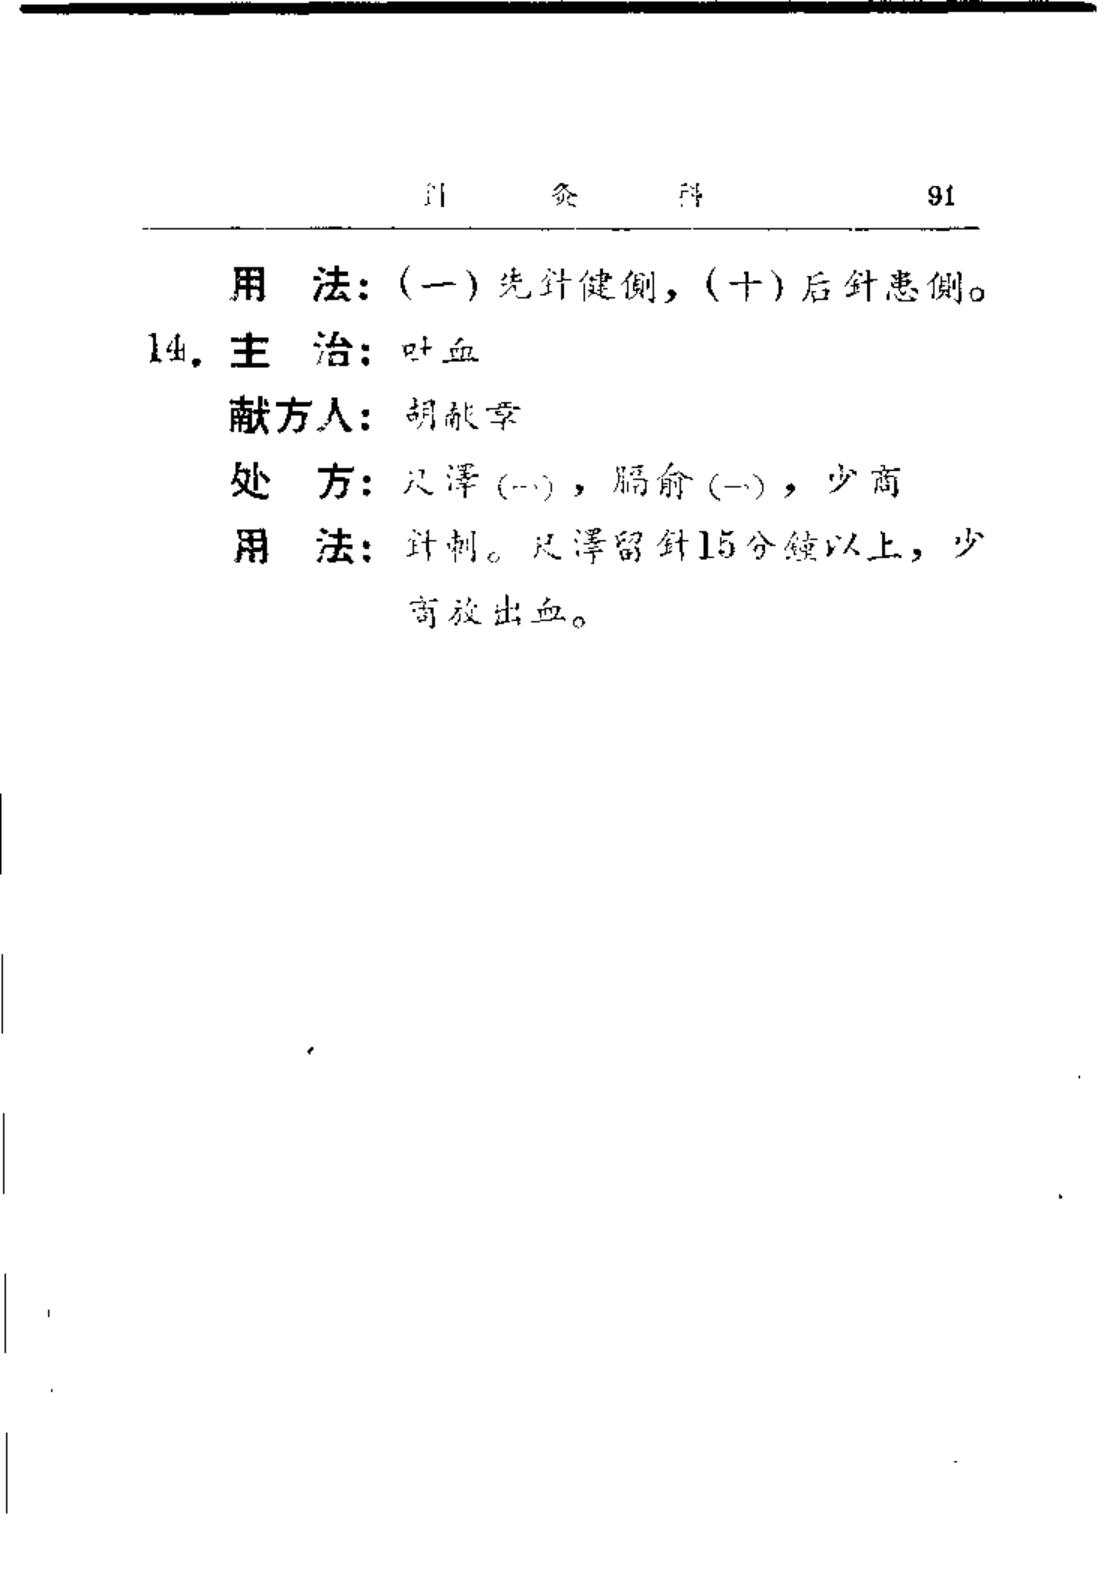 針 灸 科 91
用 法：(一)先針健側，(十)后針患側。
14. 主 治：吐血
献方人：胡献章
处 方：尺澤(一)，膈俞(一)，少商
用 法：針刺。尺澤留針15分鐘以上，少
商放出血。